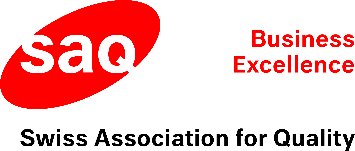 saQ
Business
Excellence
Swiss Association for Quality